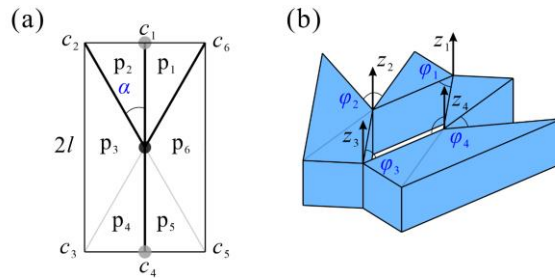 (a)
c₂ c₁ c₆
p₂ p₁
α
2l p₃ p₆
p₄ p₅
c₃ c₄ c₅
(b)
z₁
z₂ φ₁
z₄
φ₂
z₃
φ₄
φ₃